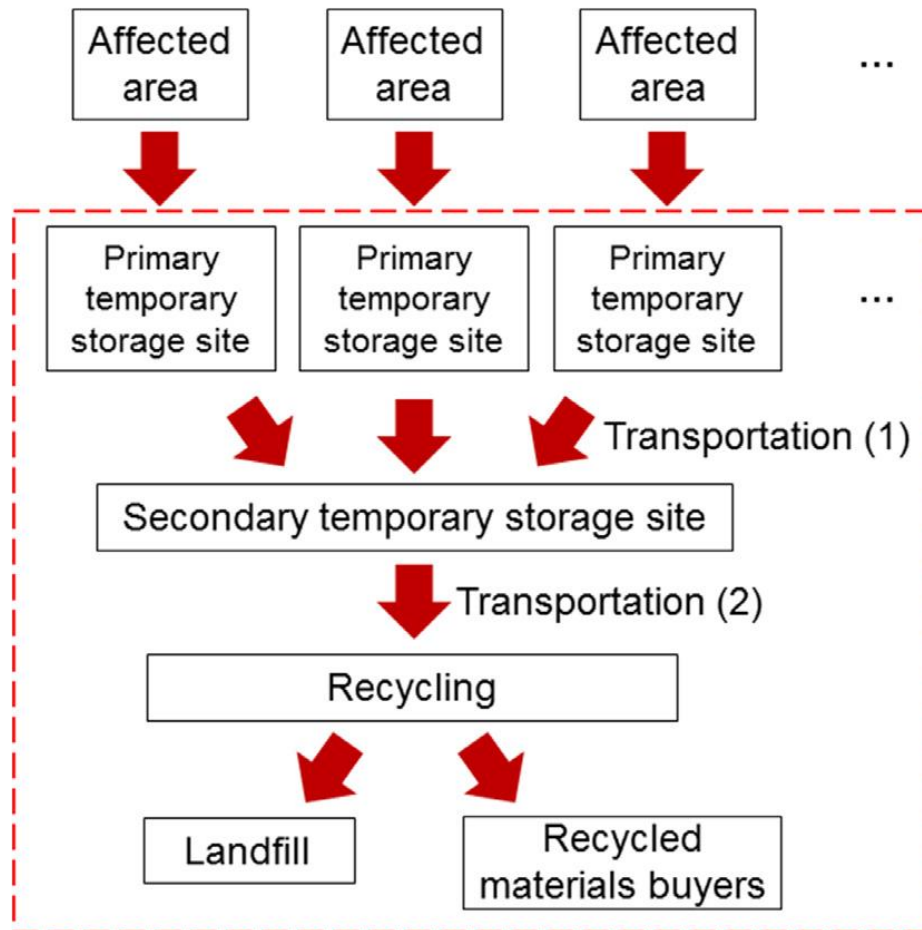 Affected
area
Affected
area
Affected
area
...
Primary
temporary
storage site
Primary
temporary
storage site
Primary
temporary
storage site
...
Transportation (1)
Secondary temporary storage site
Transportation (2)
Recycling
Landfill
Recycled
materials buyers